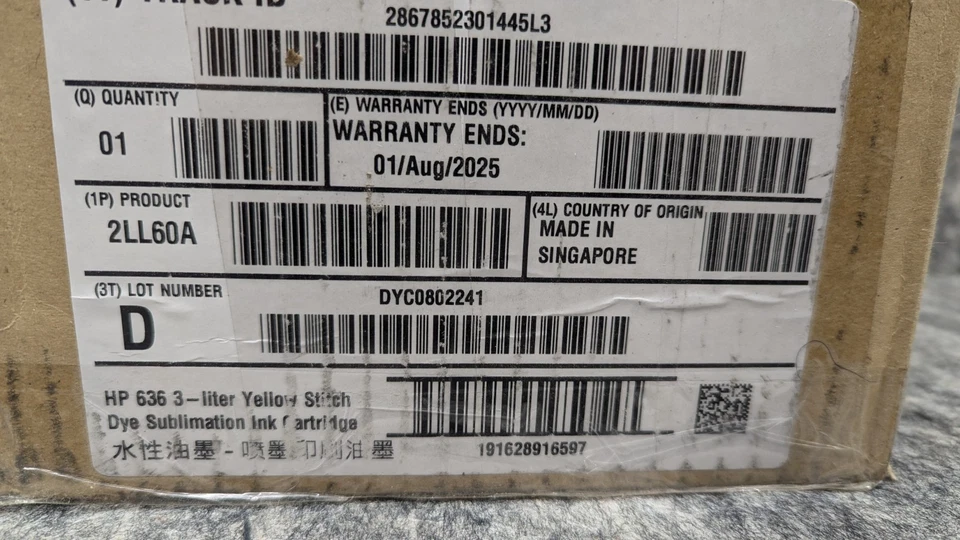 TRACK ID
2867852301445L3
(Q) QUANTITY
01
(E) WARRANTY ENDS (YYYY/MM/DD)
WARRANTY ENDS:
01/Aug/2025
(1P) PRODUCT
2LL60A
(4L) COUNTRY OF ORIGIN
MADE IN
SINGAPORE
(3T) LOT NUMBER
D
DYC0802241
HP 636 3-liter Yellow Stitch
Dye Sublimation Ink Cartridge
水性油墨 - 喷墨印刷油墨
191628916597